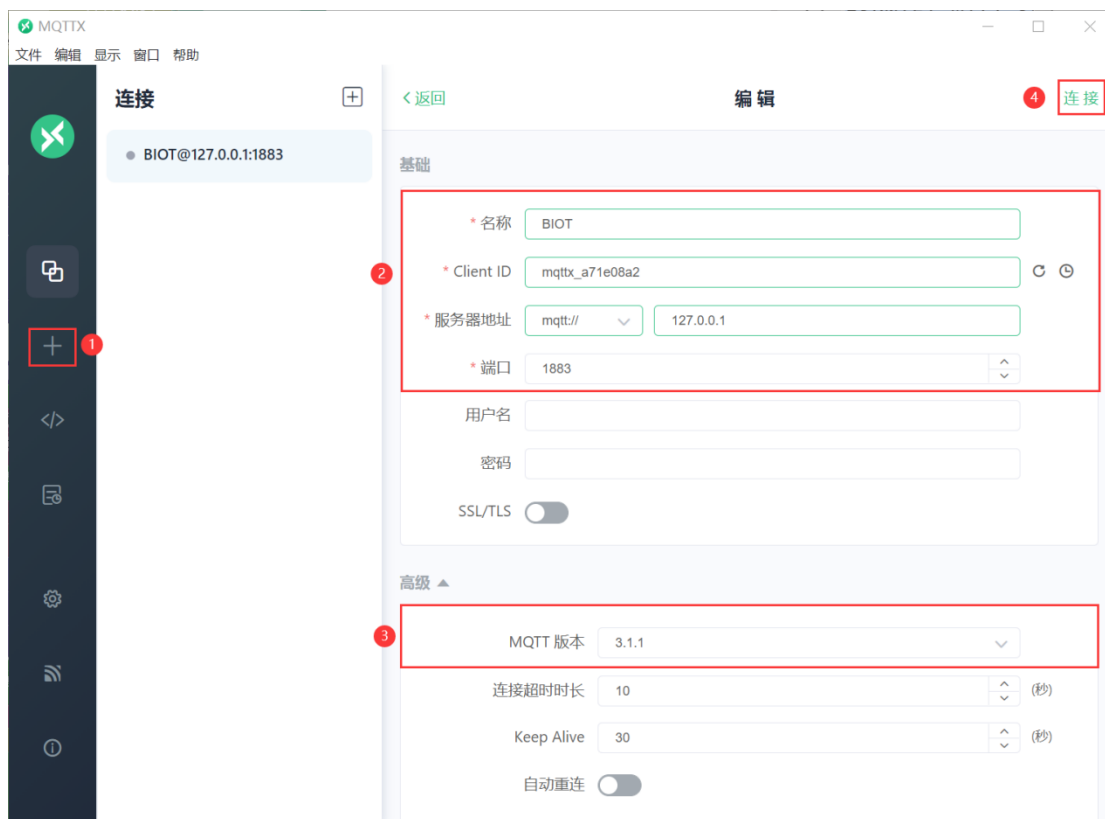 MQTTX
文件 编辑 显示 窗口 帮助
连接
返回
编辑
4
连接
BIOT@127.0.0.1:1883
基础
* 名称 BIOT
2
* Client ID mqttx_a71e08a2
* 服务器地址 mqtt:// 127.0.0.1
1
* 端口 1883
用户名
密码
SSL/TLS
高级
3
MQTT 版本 3.1.1
连接超时时长 10 (秒)
Keep Alive 30 (秒)
自动重连